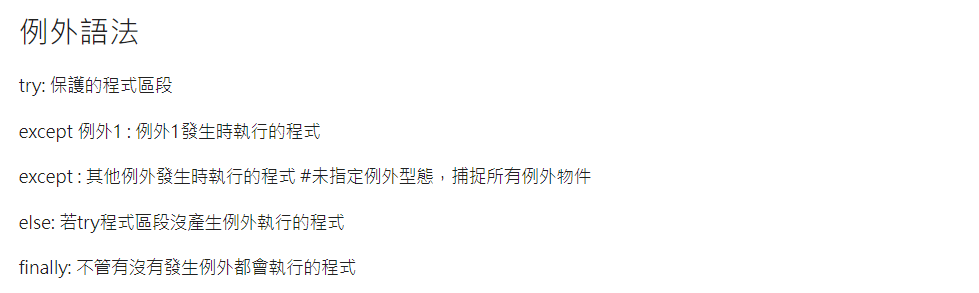 例外語法
try: 保護的程式區段
except 例外1 : 例外1發生時執行的程式
except : 其他例外發生時執行的程式 #未指定例外型態，捕捉所有例外物件
else: 若try程式區段沒產生例外執行的程式
finally: 不管有沒有發生例外都會執行的程式